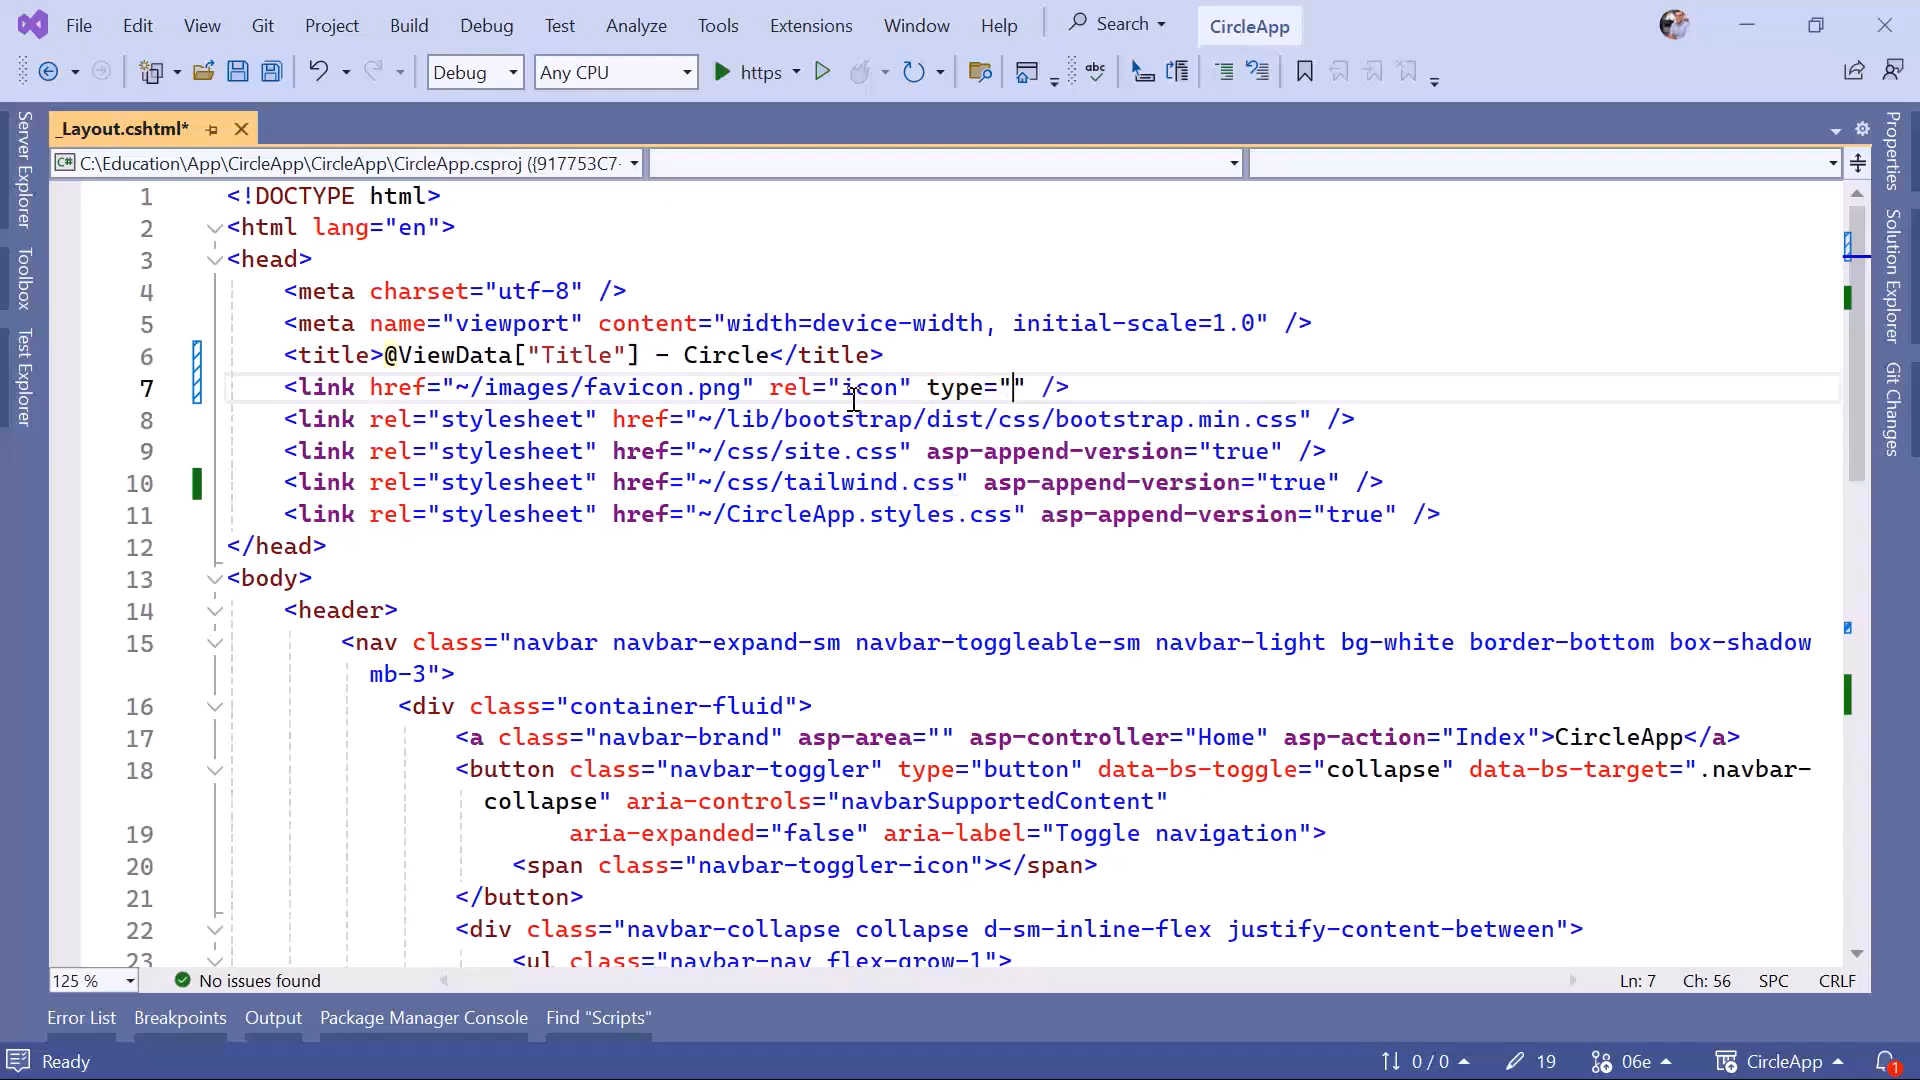 File Edit View Git Project Build Debug Test Analyze Tools Extensions Window Help Search CircleApp
Debug Any CPU https abc
_Layout.cshtml*
C# C:\Education\App\CircleApp\CircleApp\CircleApp.csproj ({917753C7-
Server Explorer
Toolbox
Test Explorer
Properties
Solution Explorer
Git Changes
1 <!DOCTYPE html>
2 <html lang="en">
3 <head>
4 <meta charset="utf-8" />
5 <meta name="viewport" content="width=device-width, initial-scale=1.0" />
6 <title>@ViewData["Title"] - Circle</title>
7 <link href="~/images/favicon.png" rel="icon" type="" />
8 <link rel="stylesheet" href="~/lib/bootstrap/dist/css/bootstrap.min.css" />
9 <link rel="stylesheet" href="~/css/site.css" asp-append-version="true" />
10 <link rel="stylesheet" href="~/css/tailwind.css" asp-append-version="true" />
11 <link rel="stylesheet" href="~/CircleApp.styles.css" asp-append-version="true" />
12 </head>
13 <body>
14 <header>
15 <nav class="navbar navbar-expand-sm navbar-toggleable-sm navbar-light bg-white border-bottom box-shadow
mb-3">
16 <div class="container-fluid">
17 <a class="navbar-brand" asp-area="" asp-controller="Home" asp-action="Index">CircleApp</a>
18 <button class="navbar-toggler" type="button" data-bs-toggle="collapse" data-bs-target=".navbar-
collapse" aria-controls="navbarSupportedContent"
19 aria-expanded="false" aria-label="Toggle navigation">
20 <span class="navbar-toggler-icon"></span>
21 </button>
22 <div class="navbar-collapse collapse d-sm-inline-flex justify-content-between">
23 <ul class="navbar-nav flex-grow-1">
125 % No issues found Ln: 7 Ch: 56 SPC CRLF
Error List Breakpoints Output Package Manager Console Find "Scripts"
Ready 0 / 0 19 06e CircleApp 1